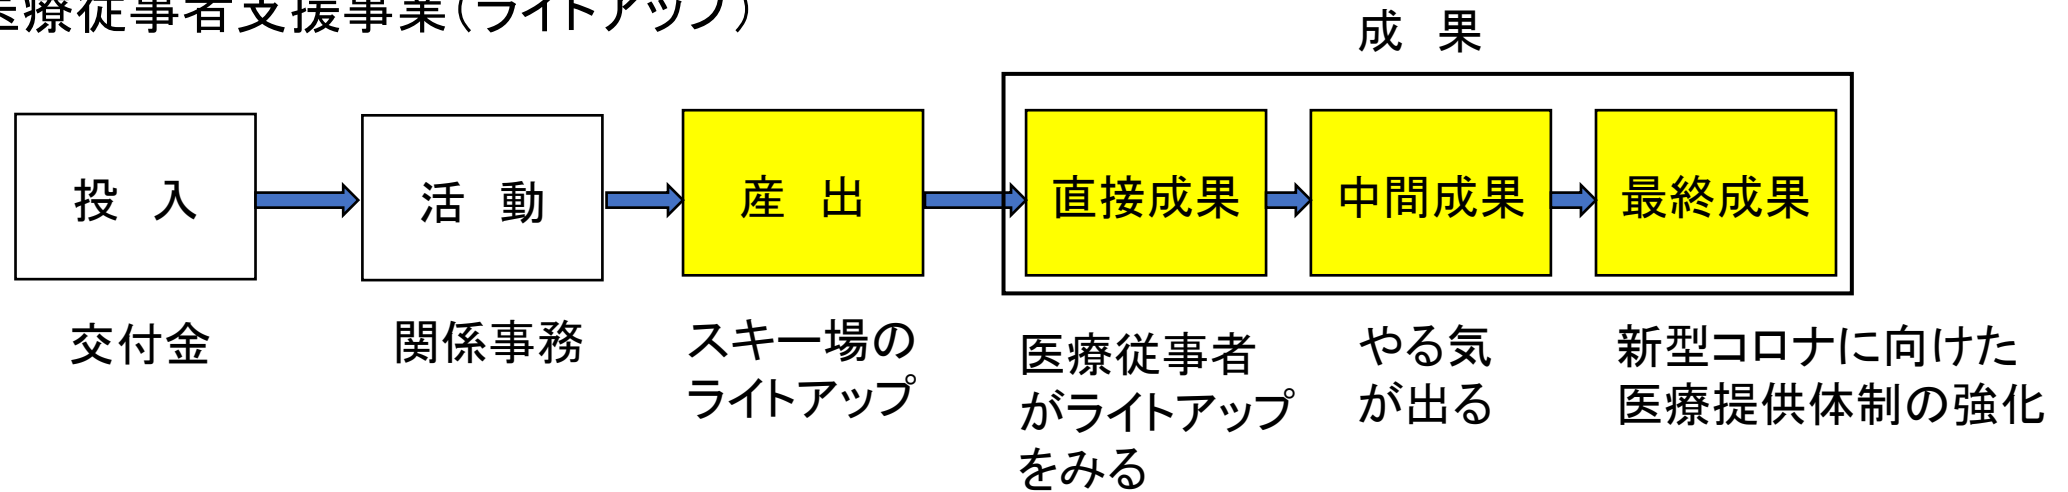 医療従事者支援事業（ライトアップ）
成 果
投 入
活 動
産 出
直接成果
中間成果
最終成果
交付金
関係事務
スキー場の
ライトアップ
医療従事者
がライトアップ
をみる
やる気
が出る
新型コロナに向けた
医療提供体制の強化